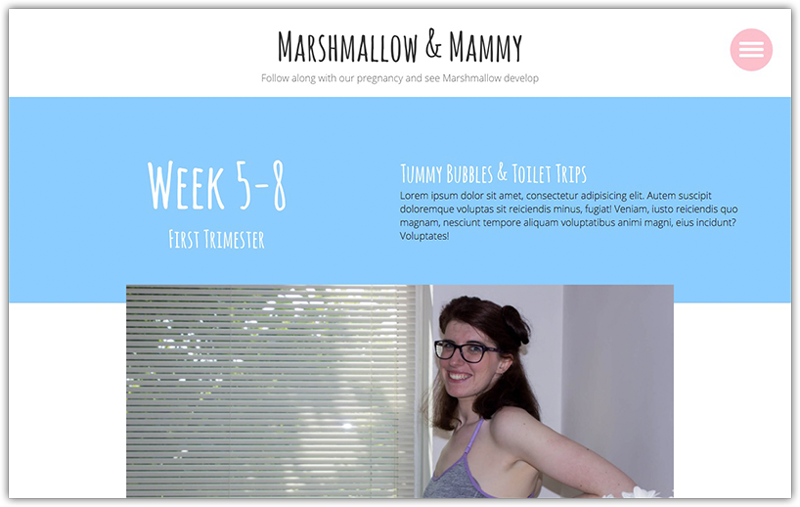 Marshmallow & Mammy
Follow along with our pregnancy and see Marshmallow develop
Week 5-8
First Trimester
Tummy Bubbles & Toilet Trips
Lorem ipsum dolor sit amet, consectetur adipisicing elit. Autem suscipit
doloremque voluptas sit reiciendis minus, fugiat! Veniam, iusto reiciendis quo
magnam, nesciunt tempore aliquam voluptatibus animi magni, eius incidunt?
Voluptates!